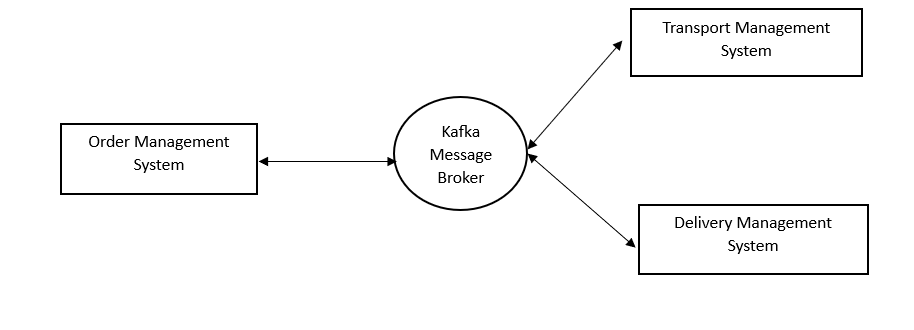 Transport Management
System
Order Management
System
Kafka
Message
Broker
Delivery Management
System